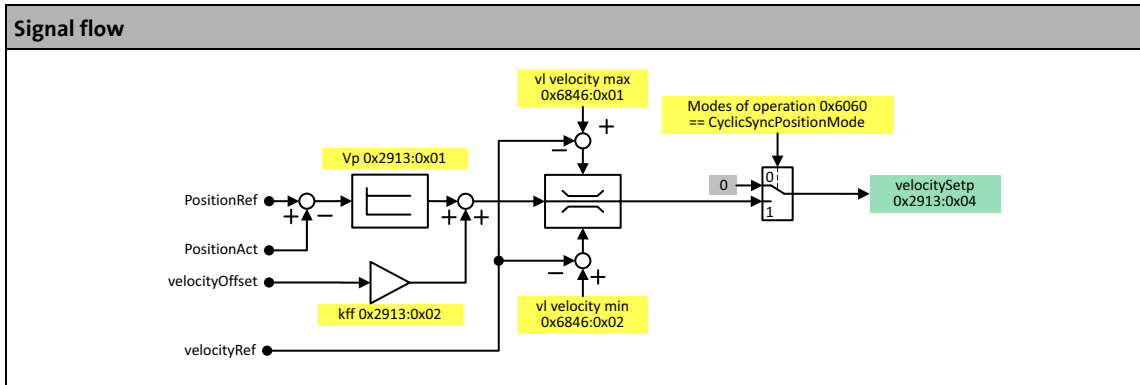 Signal flow
vl velocity max
0x6846:0x01
Modes of operation 0x6060
== CyclicSyncPositionMode
+
−
Vp 0x2913:0x01
0
0
velocitySetp
0x2913:0x04
PositionRef
+
−
+
+
1
PositionAct
velocityOffset
−
+
kff 0x2913:0x02
vl velocity min
0x6846:0x02
velocityRef